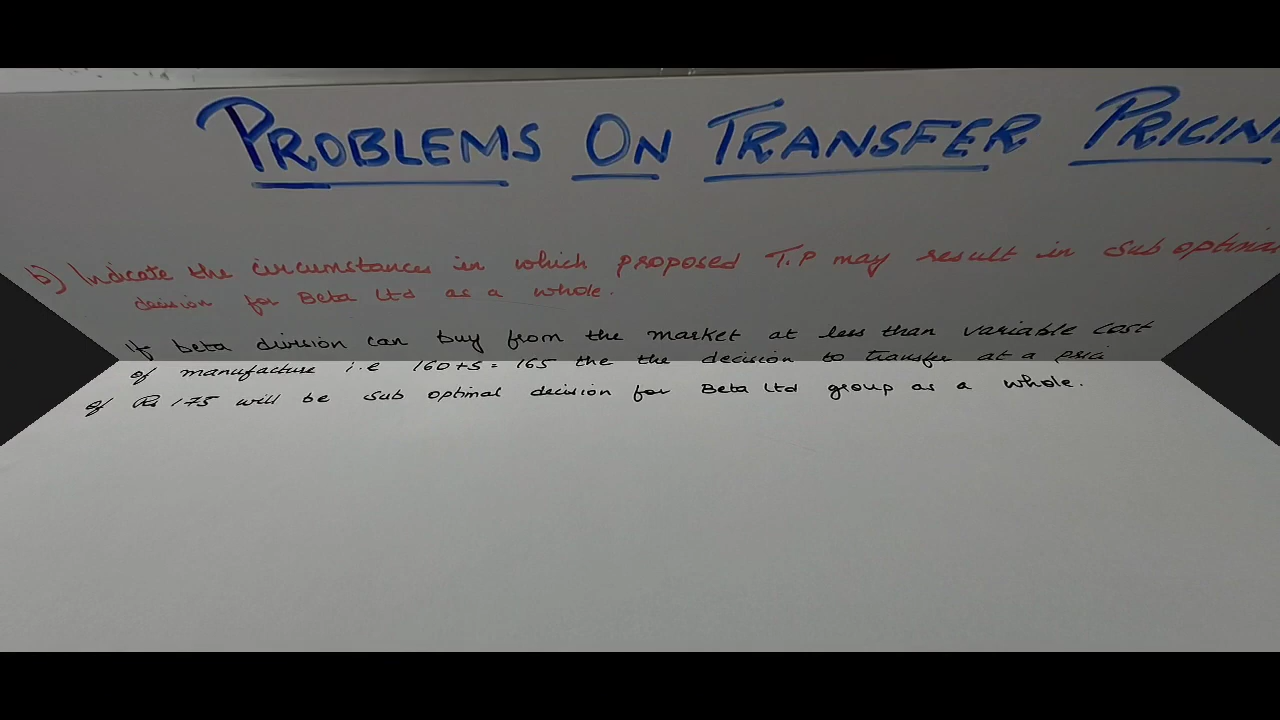 PROBLEMS ON TRANSFER PRICIN
b) Indicate the circumstances in which proposed T.P may result in sub optima
decision for Beta Ltd as a whole.
If beta division can buy from the market at less than variable cost
of manufacture i.e 160+5 = 165 the the decision to transfer at a price
of Rs 175 will be sub optimal decision for Beta Ltd group as a whole.